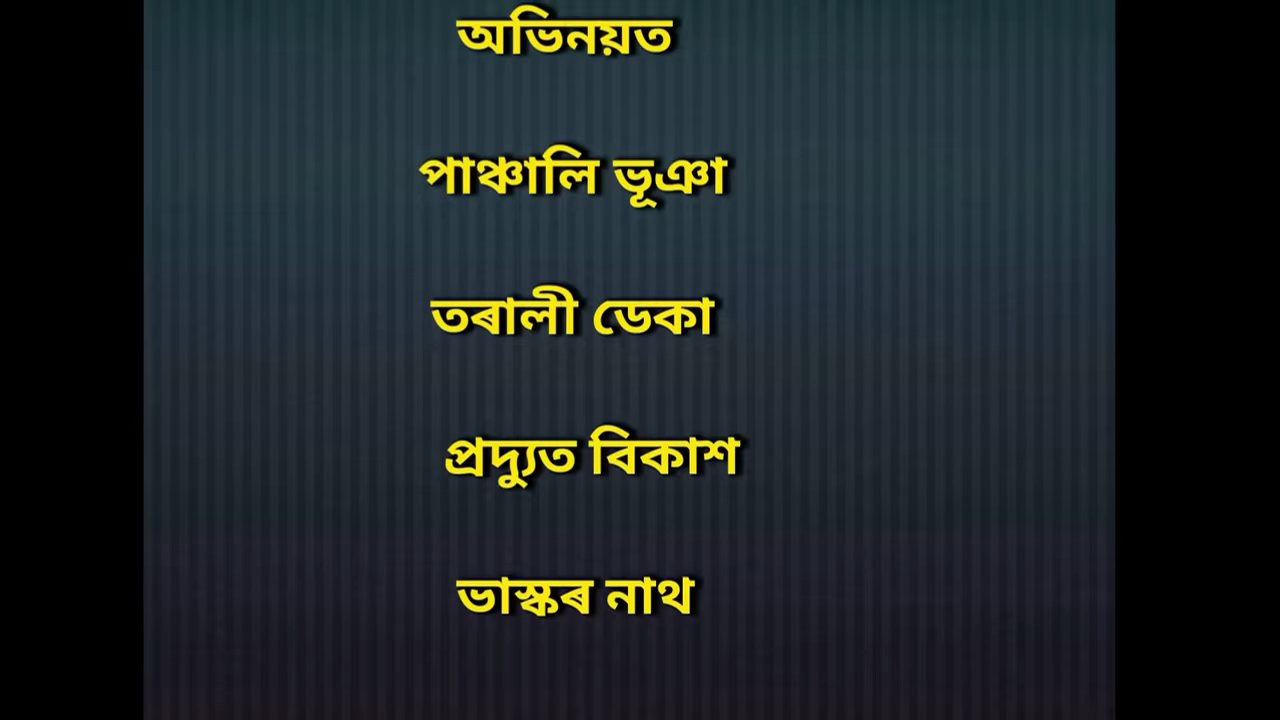 অভিনয়ত
পাঞ্চালি ভূঞা
তৰালী ডেকা
প্ৰদ্যুত বিকাশ
ভাস্কৰ নাথ